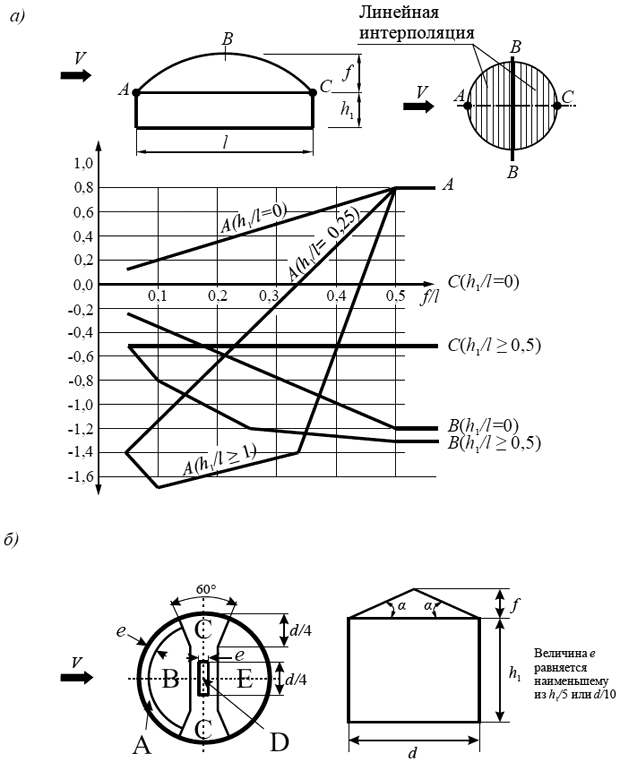 а)
Линейная
интерполяция
V
B
A
C
f
h₁
l
V
B
A
C
B
1,0
0,8
0,6
0,4
0,2
0,0
-0,2
-0,4
-0,6
-0,8
-1,0
-1,2
-1,4
-1,6
0,1
0,2
0,3
0,4
0,5
f/l
A(h₁/l=0)
A(h₁/l= 0,25)
A(h₁/l ≥ 1)
A
C(h₁/l=0)
C(h₁/l ≥ 0,5)
B(h₁/l=0)
B(h₁/l ≥ 0,5)
б)
60°
V
e
C
d/4
B
e
E
d/4
C
A
D
α
α
f
h₁
d
Величина e
равняется
наименьшему
из h₁/5 или d/10